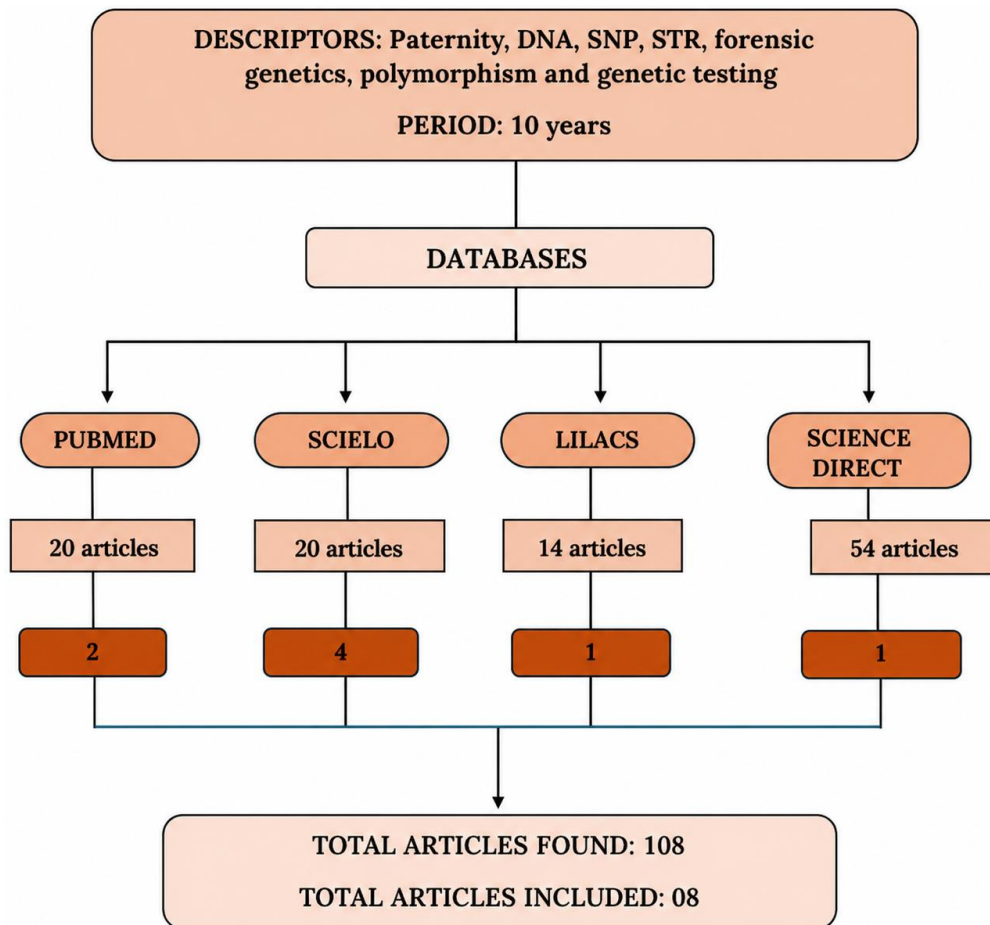 DESCRIPTORS: Paternity, DNA, SNP, STR, forensic
genetics, polymorphism and genetic testing
PERIOD: 10 years
DATABASES
PUBMED
SCIELO
LILACS
SCIENCE
DIRECT
20 articles
20 articles
14 articles
54 articles
2
4
1
1
TOTAL ARTICLES FOUND: 108
TOTAL ARTICLES INCLUDED: 08